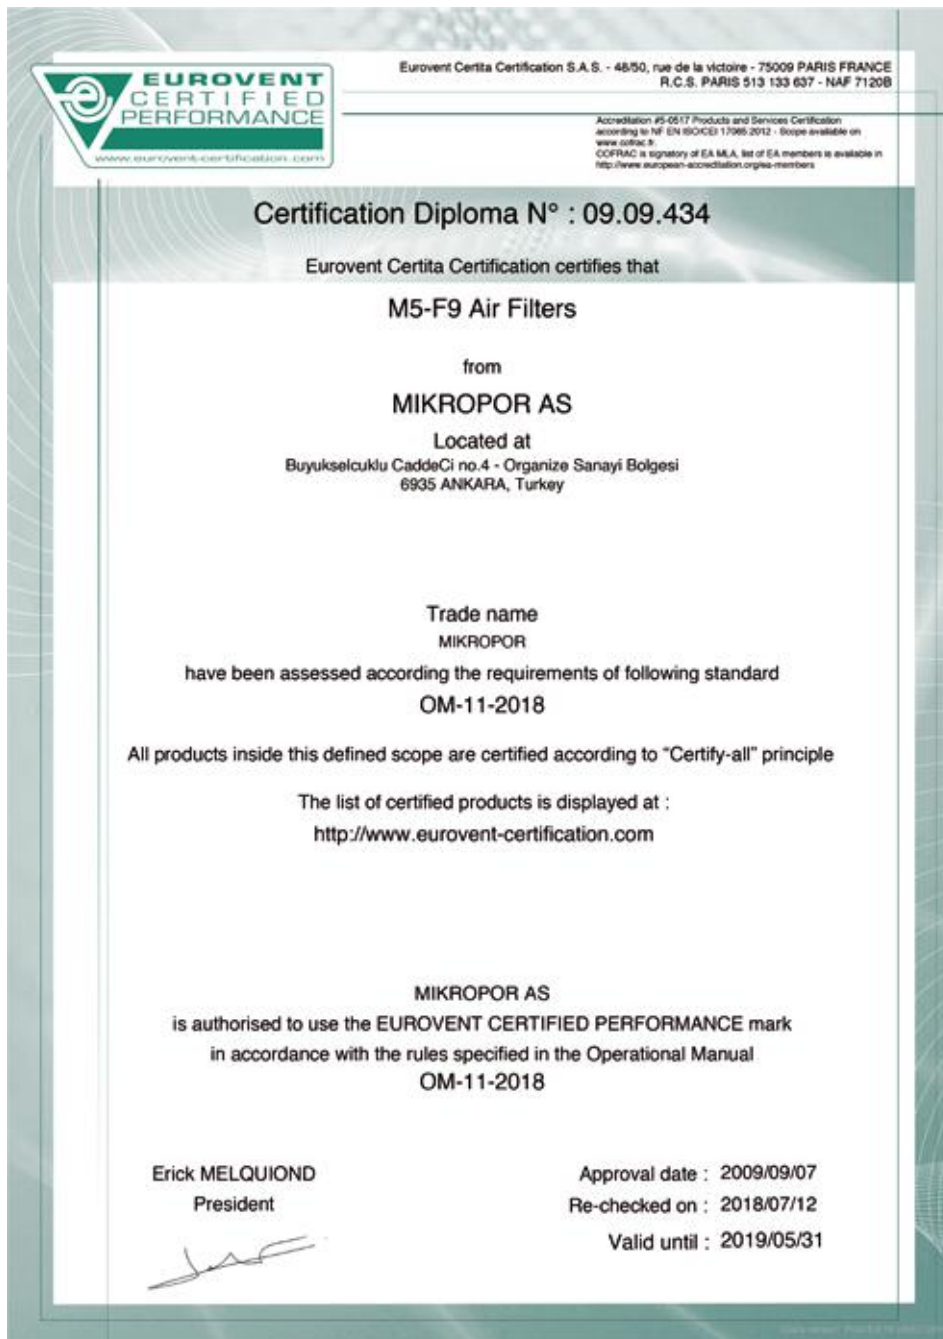 EUROVENT
CERTIFIED
PERFORMANCE
www.eurovent-certification.com
Eurovent Certita Certification S.A.S. - 48/50, rue de la victoire - 75009 PARIS FRANCE
R.C.S. PARIS 513 133 637 - NAF 7120B
Accreditation #5-0517 Products and Services Certification
according to NF EN ISO/CEI 17065:2012 - Scope available on
www.cofrac.fr.
COFRAC is signatory of EA MLA, list of EA members is available in
http://www.european-accreditation.org/ea-members
Certification Diploma N° : 09.09.434
Eurovent Certita Certification certifies that
M5-F9 Air Filters
from
MIKROPOR AS
Located at
Buyukselcuklu CaddeCi no.4 - Organize Sanayi Bolgesi
6935 ANKARA, Turkey
Trade name
MIKROPOR
have been assessed according the requirements of following standard
OM-11-2018
All products inside this defined scope are certified according to “Certify-all” principle
The list of certified products is displayed at :
http://www.eurovent-certification.com
MIKROPOR AS
is authorised to use the EUROVENT CERTIFIED PERFORMANCE mark
in accordance with the rules specified in the Operational Manual
OM-11-2018
Erick MELQUIOND
President
Approval date : 2009/09/07
Re-checked on : 2018/07/12
Valid until : 2019/05/31